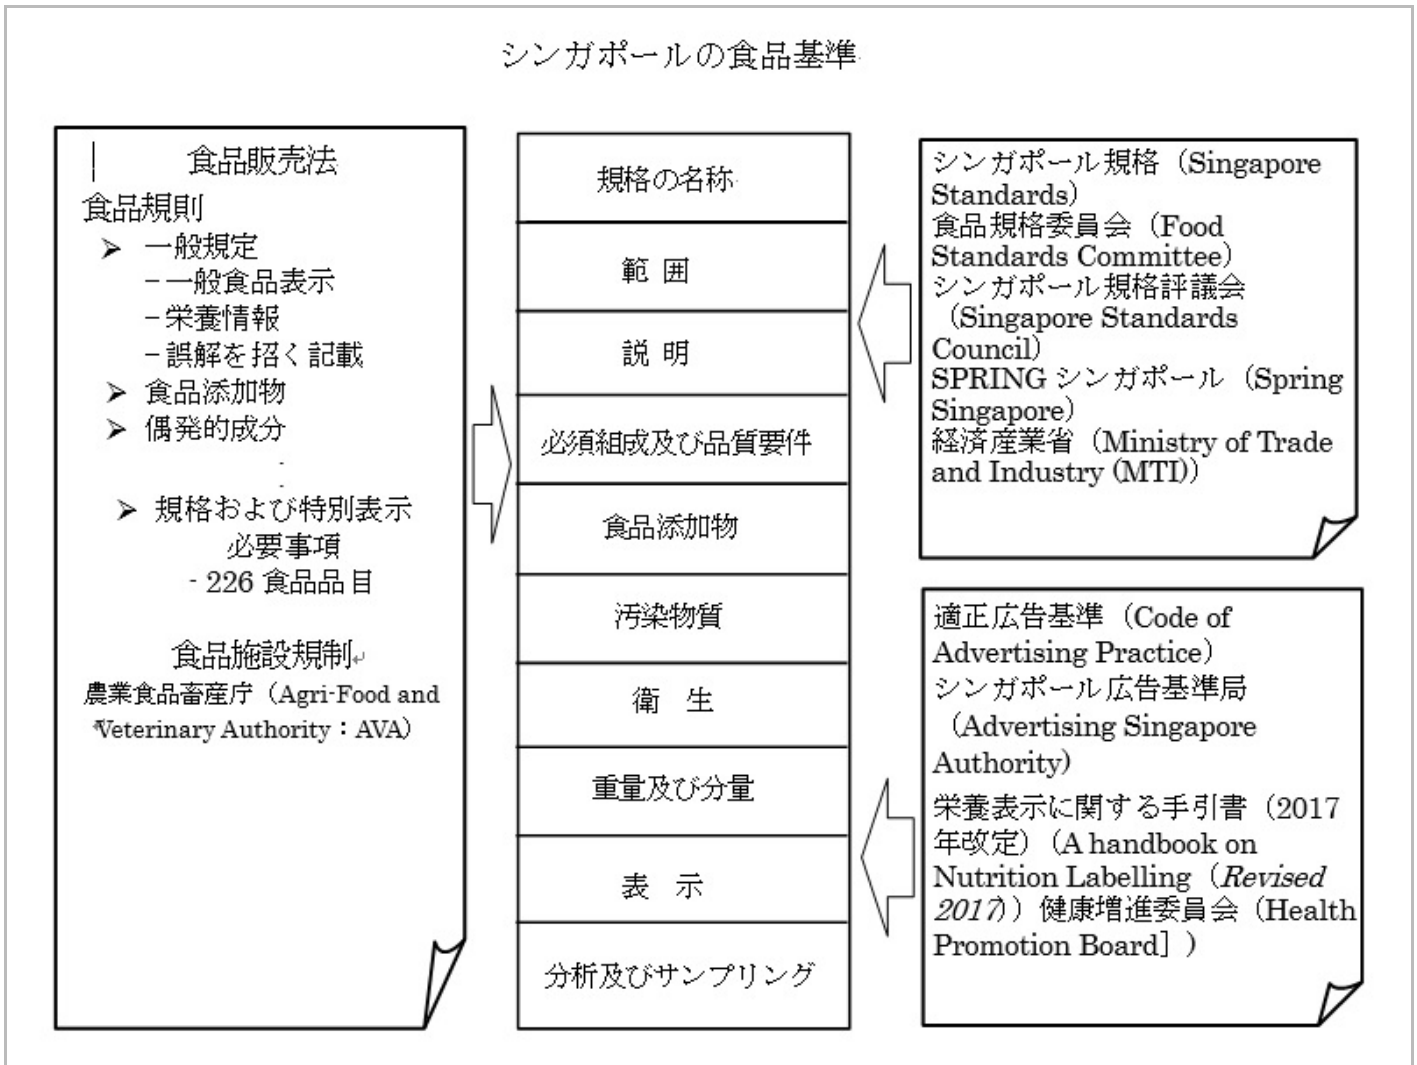 シンガポールの食品基準
食品販売法
食品規則
➢ 一般規定
－一般食品表示
－栄養情報
－誤解を招く記載
➢ 食品添加物
➢ 偶発的成分
-
-
➢ 規格および特別表示
必要事項
- 226 食品品目
食品施設規制
農業食品畜産庁（Agri-Food and
Veterinary Authority：AVA）
規格の名称
範 囲
説 明
必須組成及び品質要件
食品添加物
汚染物質
衛 生
重量及び分量
表 示
分析及びサンプリング
シンガポール規格（Singapore
Standards）
食品規格委員会（Food
Standards Committee）
シンガポール規格評議会
（Singapore Standards
Council）
SPRING シンガポール（Spring
Singapore）
経済産業省（Ministry of Trade
and Industry (MTI)）
適正広告基準（Code of
Advertising Practice）
シンガポール広告基準局
（Advertising Singapore
Authority)
栄養表示に関する手引書（2017
年改定）（A handbook on
Nutrition Labelling（Revised
2017)）健康増進委員会（Health
Promotion Board］）